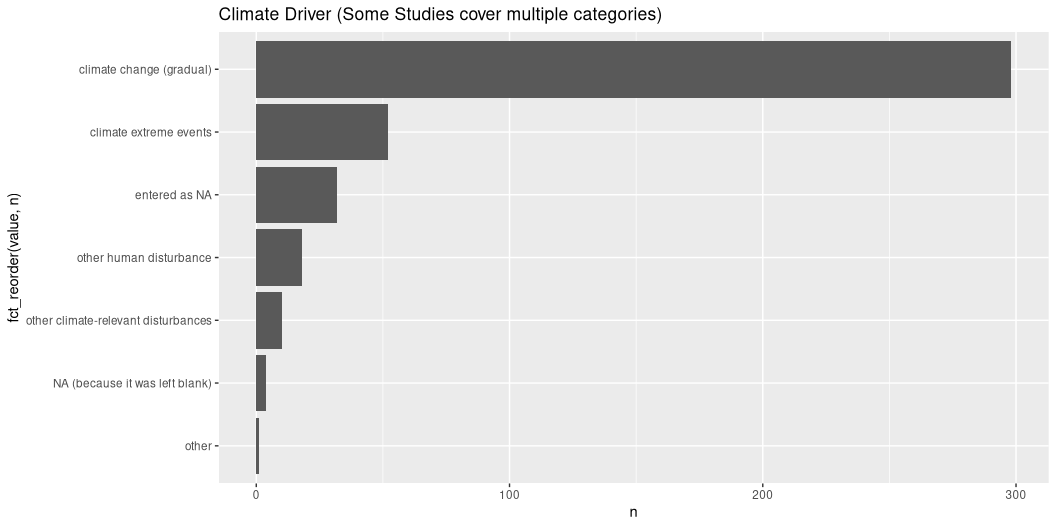 Climate Driver (Some Studies cover multiple categories)
fct_reorder(value, n)
climate change (gradual)
climate extreme events
entered as NA
other human disturbance
other climate-relevant disturbances
NA (because it was left blank)
other
0 100 200 300
n